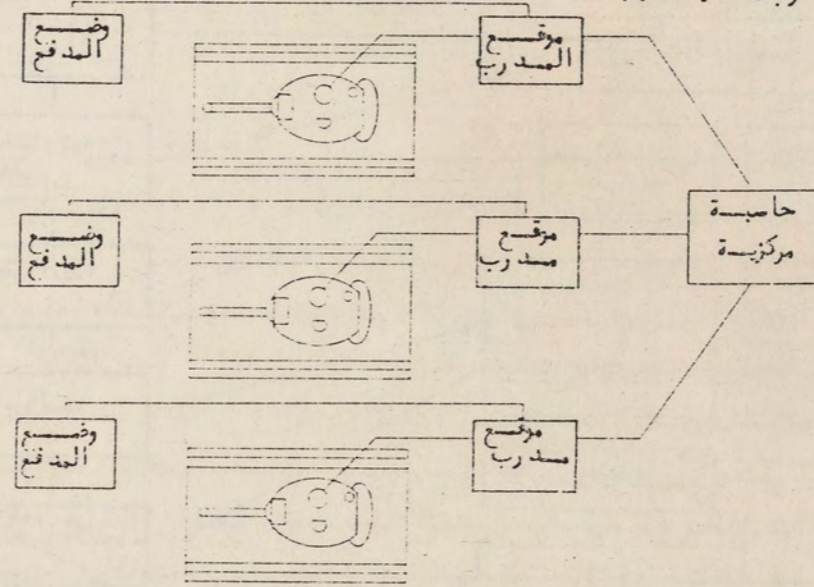 موقع
المدرب
وضع
المدفع
حاسبة
مركزية
موقع
مدرب
وضع
المدفع
موقع
مدرب
وضع
المدفع